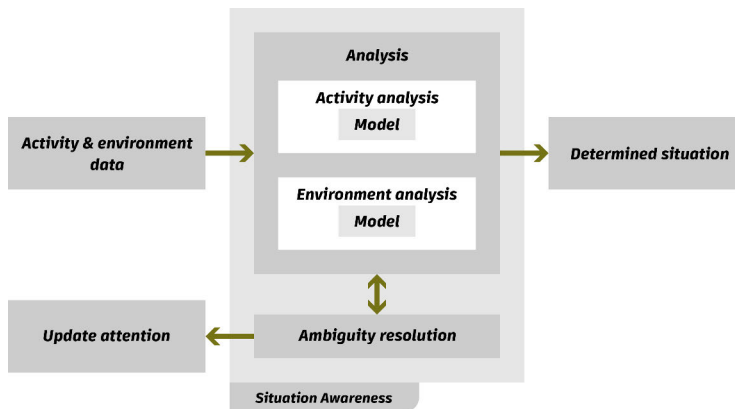 Analysis
Activity analysis
Model
Activity & environment
data
Determined situation
Environment analysis
Model
Update attention
Ambiguity resolution
Situation Awareness